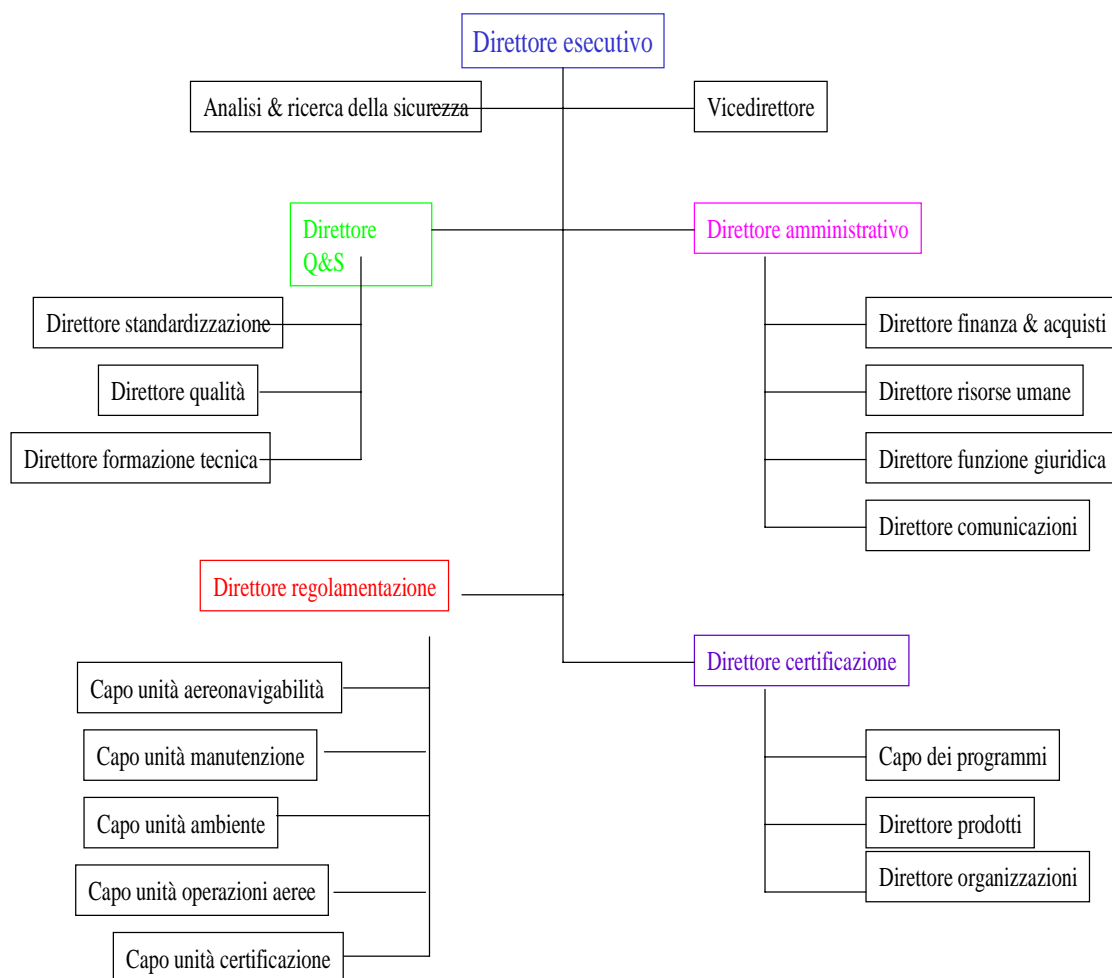 Direttore esecutivo
Analisi & ricerca della sicurezza
Vicedirettore
Direttore
Q&S
Direttore amministrativo
Direttore standardizzazione
Direttore qualità
Direttore formazione tecnica
Direttore finanza & acquisti
Direttore risorse umane
Direttore funzione giuridica
Direttore comunicazioni
Direttore regolamentazione
Capo unità aereonavigabilità
Capo unità manutenzione
Capo unità ambiente
Capo unità operazioni aeree
Capo unità certificazione
Direttore certificazione
Capo dei programmi
Direttore prodotti
Direttore organizzazioni